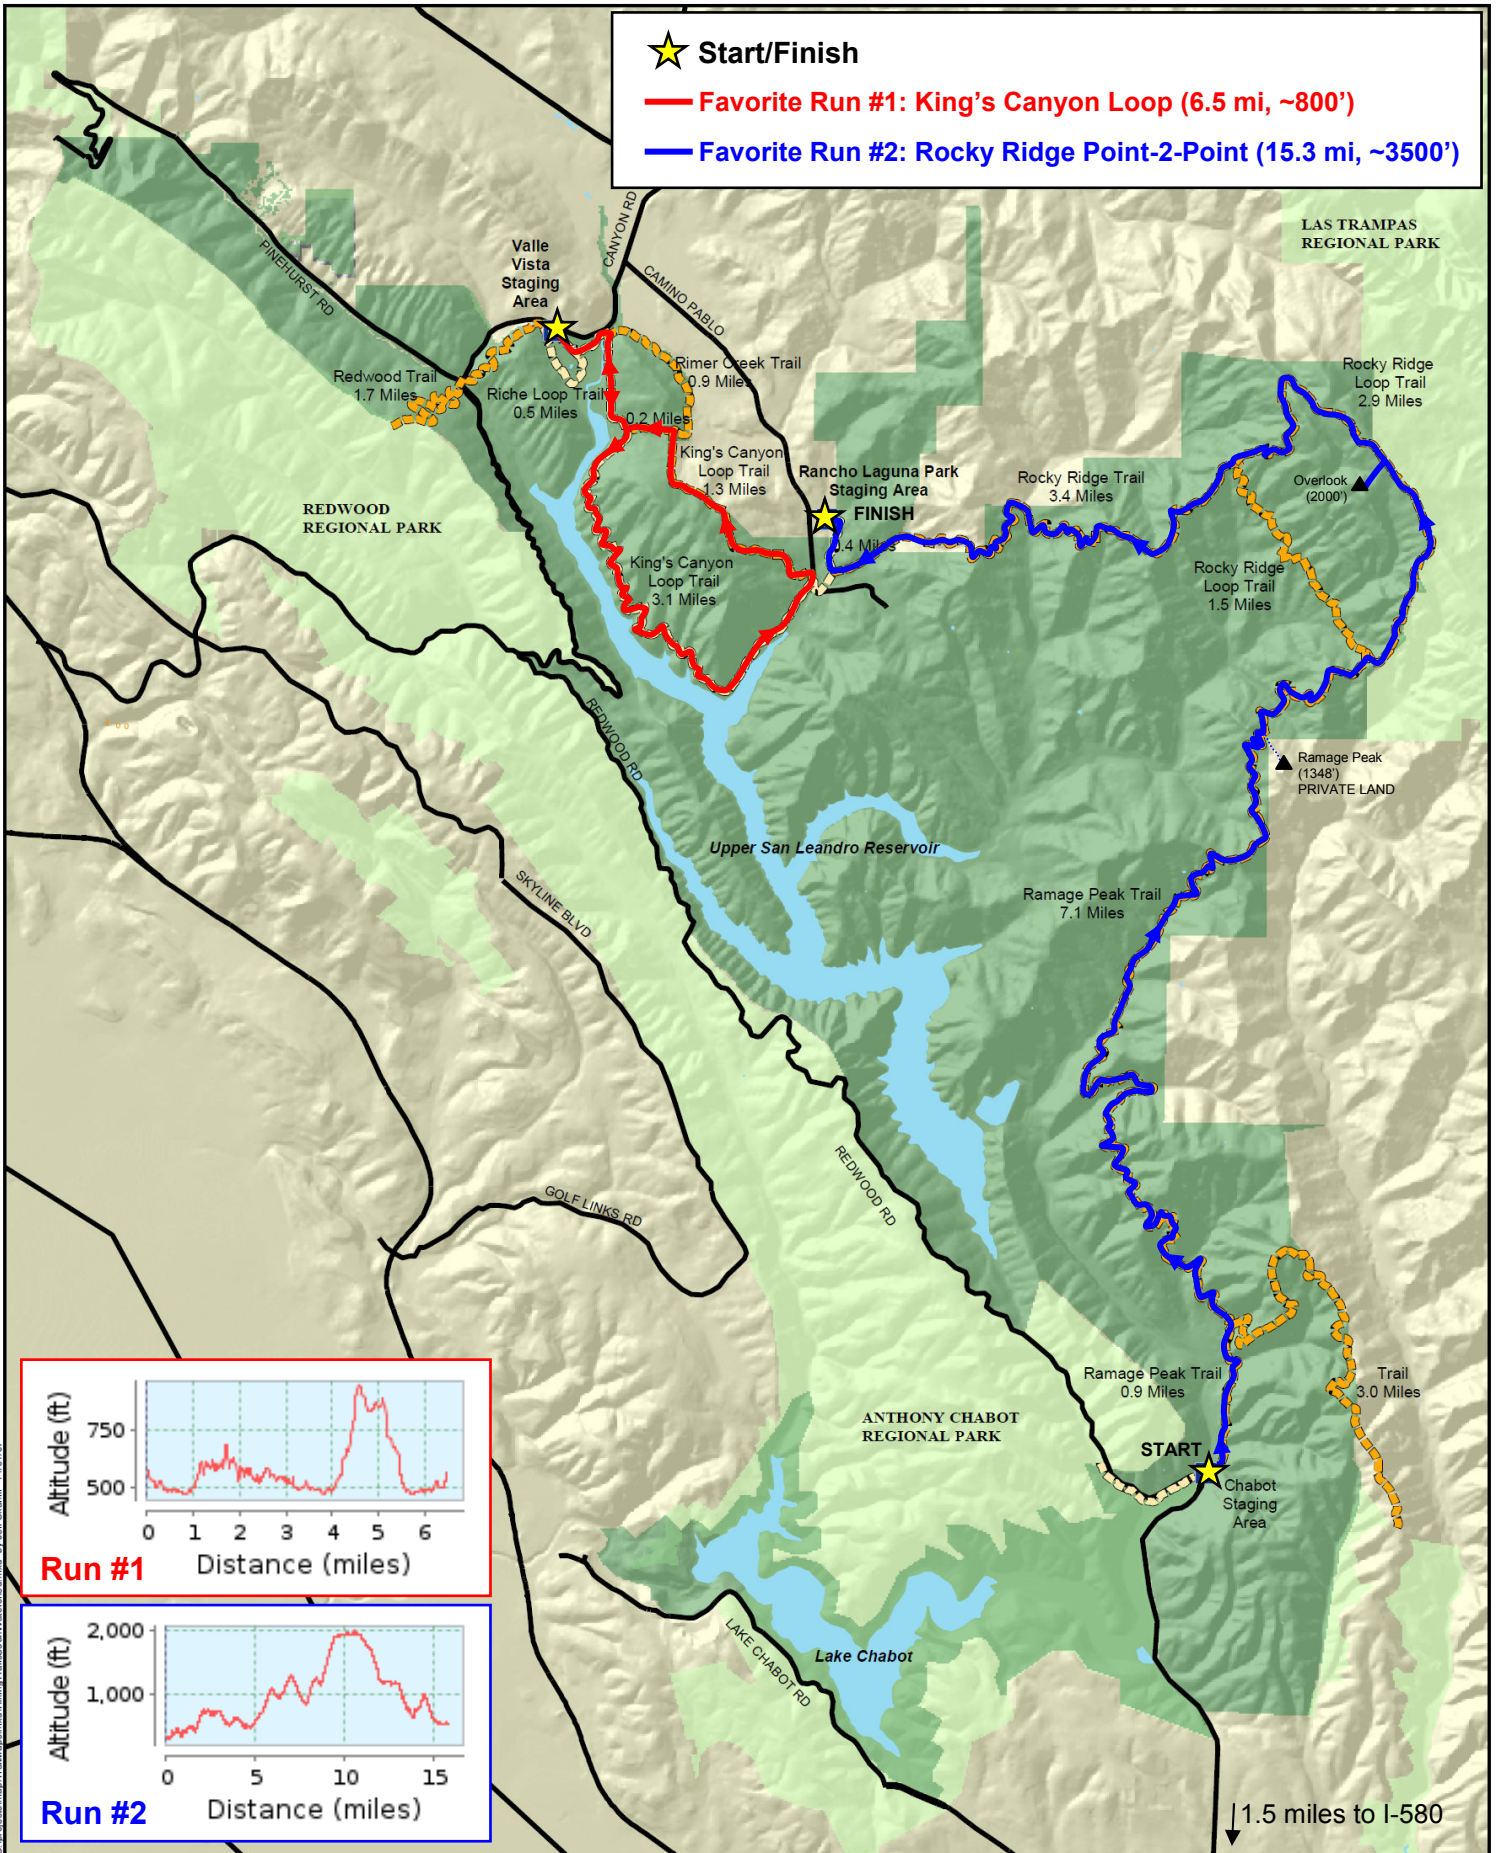 Start/Finish
Favorite Run #1: King's Canyon Loop (6.5 mi, ~800')
Favorite Run #2: Rocky Ridge Point-2-Point (15.3 mi, ~3500')
LAS TRAMPAS
REGIONAL PARK
CANYON RD
PINEHURST RD
Valle
Vista
Staging
Area
CAMINO PABLO
Redwood Trail
1.7 Miles
Riche Loop Trail
0.5 Miles
Rimer Creek Trail
0.9 Miles
0.2 Miles
King's Canyon
Loop Trail
1.3 Miles
Rancho Laguna Park
Staging Area
FINISH
.4 Miles
Rocky Ridge Trail
3.4 Miles
Rocky Ridge
Loop Trail
2.9 Miles
Overlook
(2000')
REDWOOD
REGIONAL PARK
King's Canyon
Loop Trail
3.1 Miles
Rocky Ridge
Loop Trail
1.5 Miles
REDWOOD RD
Ramage Peak
(1348')
PRIVATE LAND
Upper San Leandro Reservoir
SKYLINE BLVD
Ramage Peak Trail
7.1 Miles
REDWOOD RD
GOLF LINKS RD
Ramage Peak Trail
0.9 Miles
Trail
3.0 Miles
ANTHONY CHABOT
REGIONAL PARK
START
Chabot
Staging
Area
LAKE CHABOT RD
Lake Chabot
Altitude (ft)
750
500
0 1 2 3 4 5 6
Distance (miles)
Run #1
Altitude (ft)
2,000
1,000
0 5 10 15
Distance (miles)
Run #2
1.5 miles to I-580